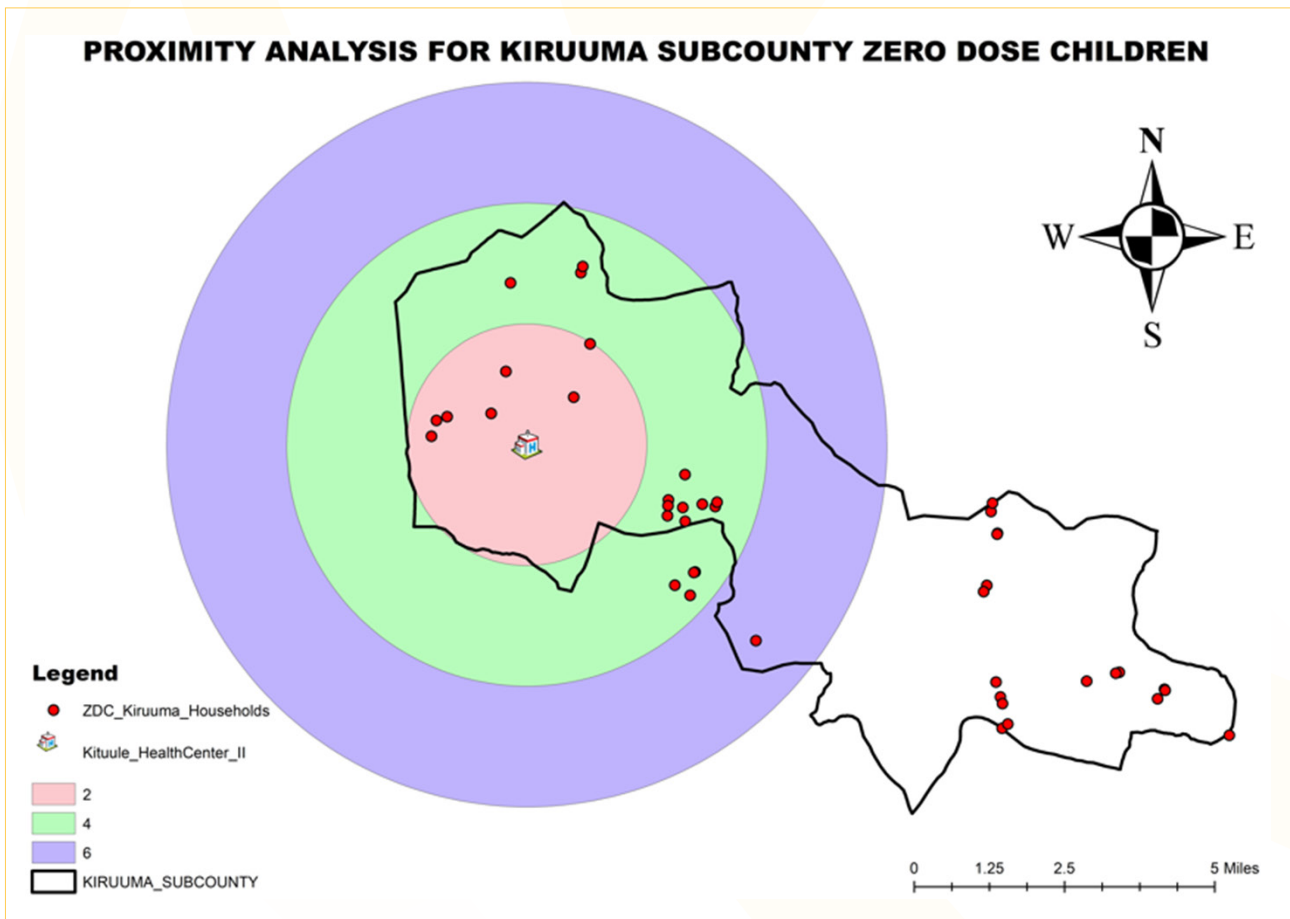 PROXIMITY ANALYSIS FOR KIRUUMA SUBCOUNTY ZERO DOSE CHILDREN
N
W E
S
H
Legend
ZDC_Kiruuma_Households
Kituule_HealthCenter_II
2
4
6
KIRUUMA_SUBCOUNTY
0 1.25 2.5 5 Miles